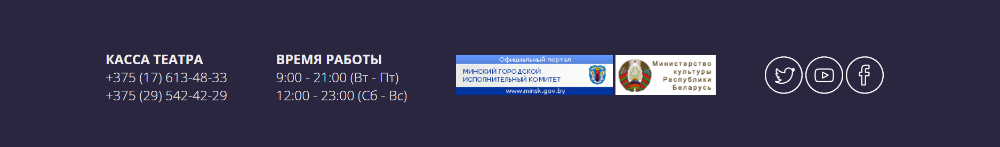 КАССА ТЕАТРА
+375 (17) 613-48-33
+375 (29) 542-42-29
ВРЕМЯ РАБОТЫ
9:00 - 21:00 (Вт - Пт)
12:00 - 23:00 (Сб - Вс)
Официальный портал
МИНСКИЙ ГОРОДСКОЙ
ИСПОЛНИТЕЛЬНЫЙ КОМИТЕТ
www.minsk.gov.by
Министерство
культуры
Республики
Беларусь